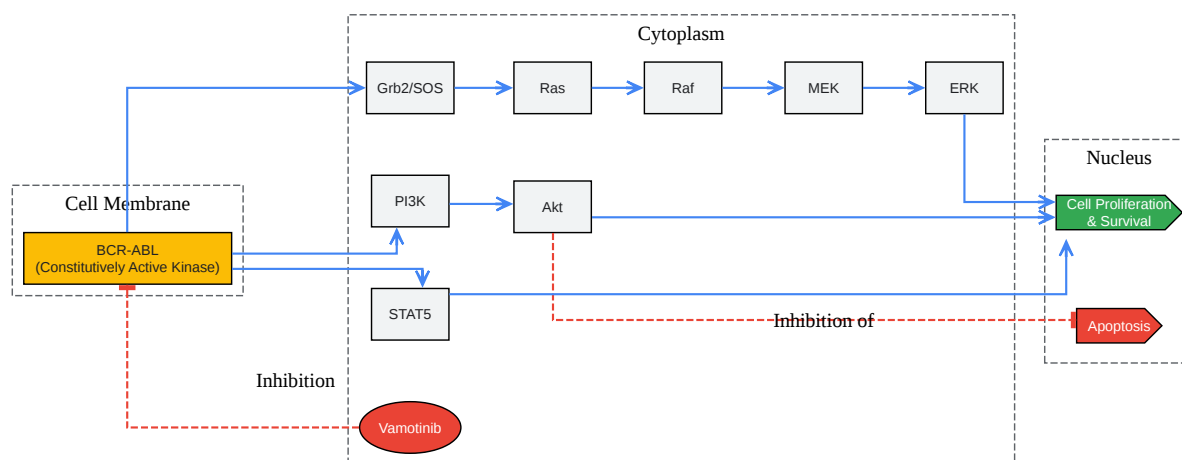 Cytoplasm
Grb2/SOS
Ras
Raf
MEK
ERK
Nucleus
Cell Membrane
PI3K
Akt
Cell Proliferation
& Survival
BCR-ABL
(Constitutively Active Kinase)
STAT5
Inhibition of
Apoptosis
Inhibition
Vamotinib